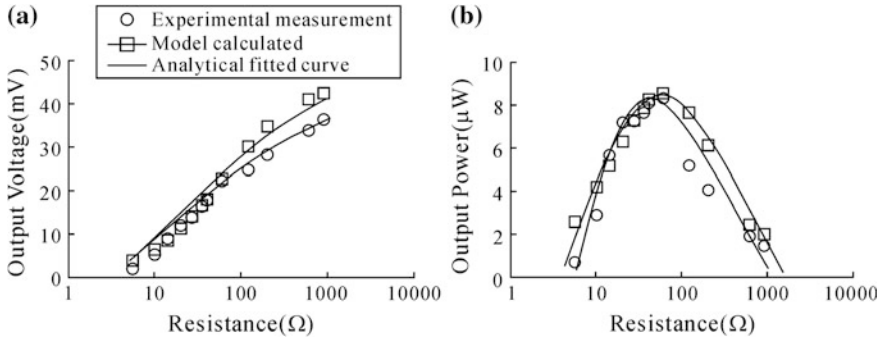 (a)
Experimental measurement
Model calculated
Analytical fitted curve
50
40
30
20
10
0
Output Voltage(mV)
1 10 100 1000 10000
Resistance(Ω)
(b)
10
8
6
4
2
0
Output Power(μW)
1 10 100 1000 10000
Resistance(Ω)